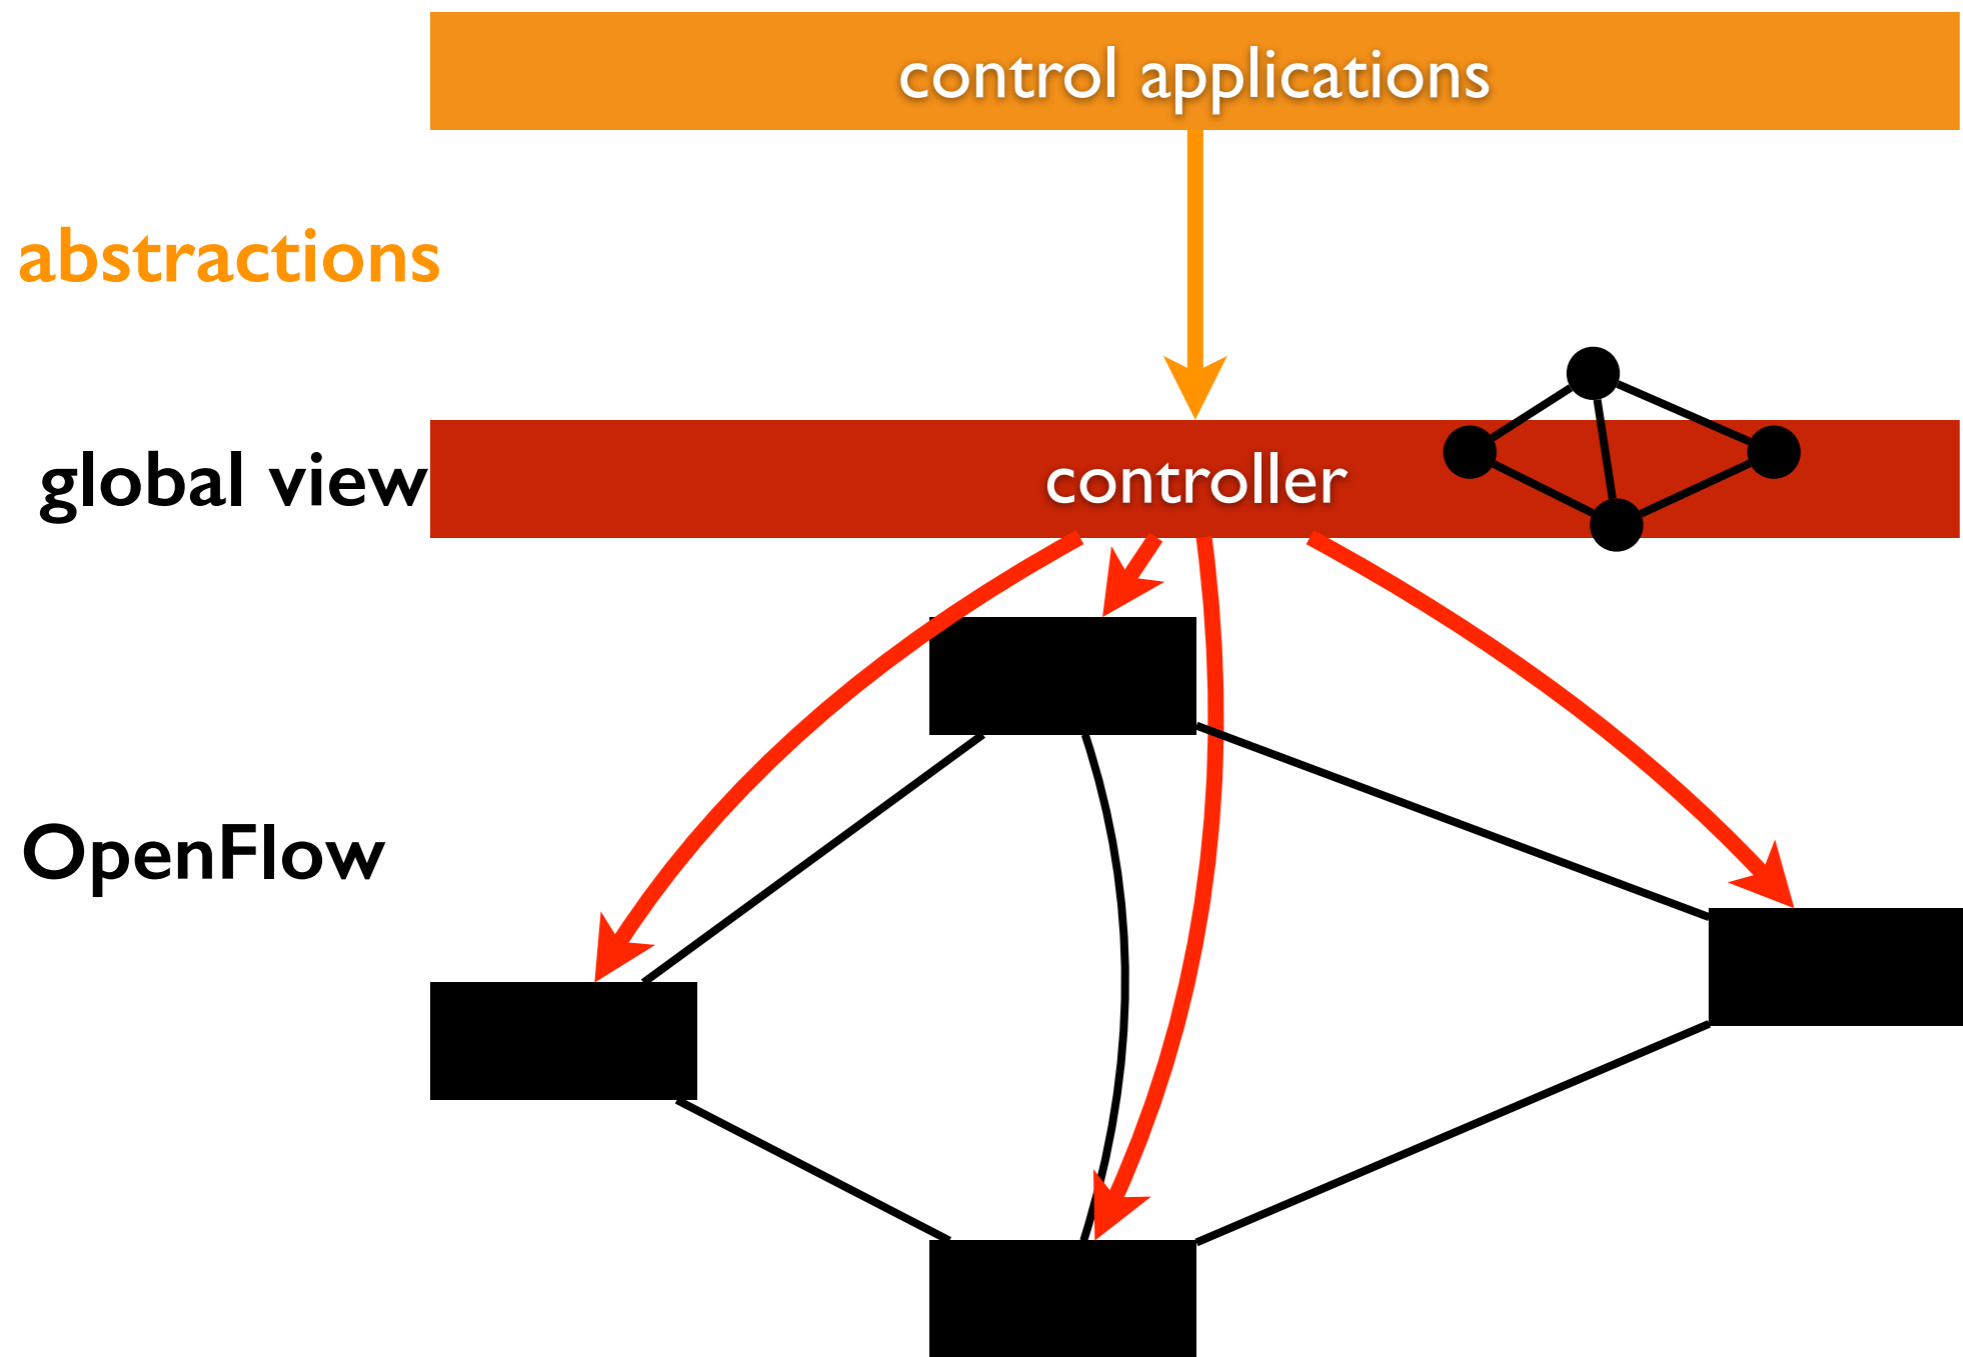 control applications
abstractions
global view
controller
OpenFlow